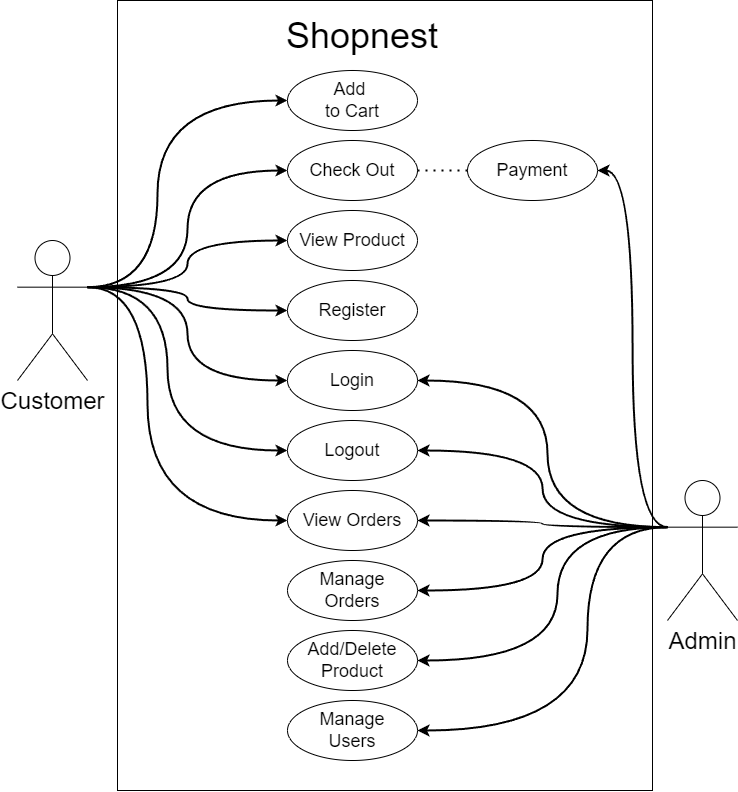 Shopnest
Add
to Cart
Check Out
Payment
View Product
Register
Customer
Login
Logout
View Orders
Manage
Orders
Admin
Add/Delete
Product
Manage
Users